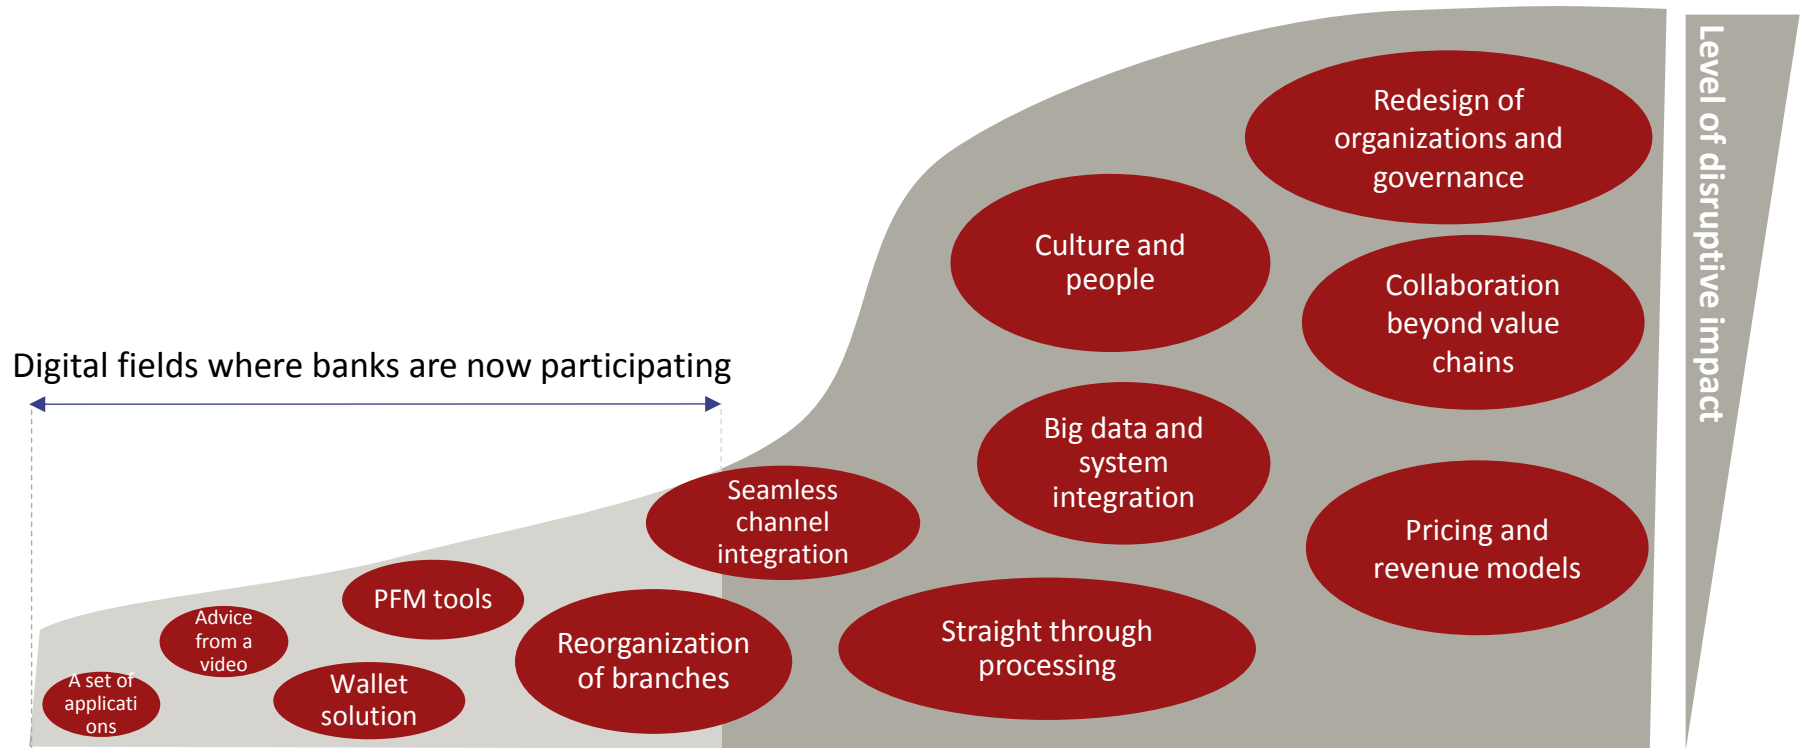 Digital fields where banks are now participating
A set of
applicati
ons
Advice
from a
video
Wallet
solution
PFM tools
Reorganization
of branches
Seamless
channel
integration
Straight through
processing
Big data and
system
integration
Culture and
people
Redesign of
organizations and
governance
Collaboration
beyond value
chains
Pricing and
revenue models
Level of disruptive impact